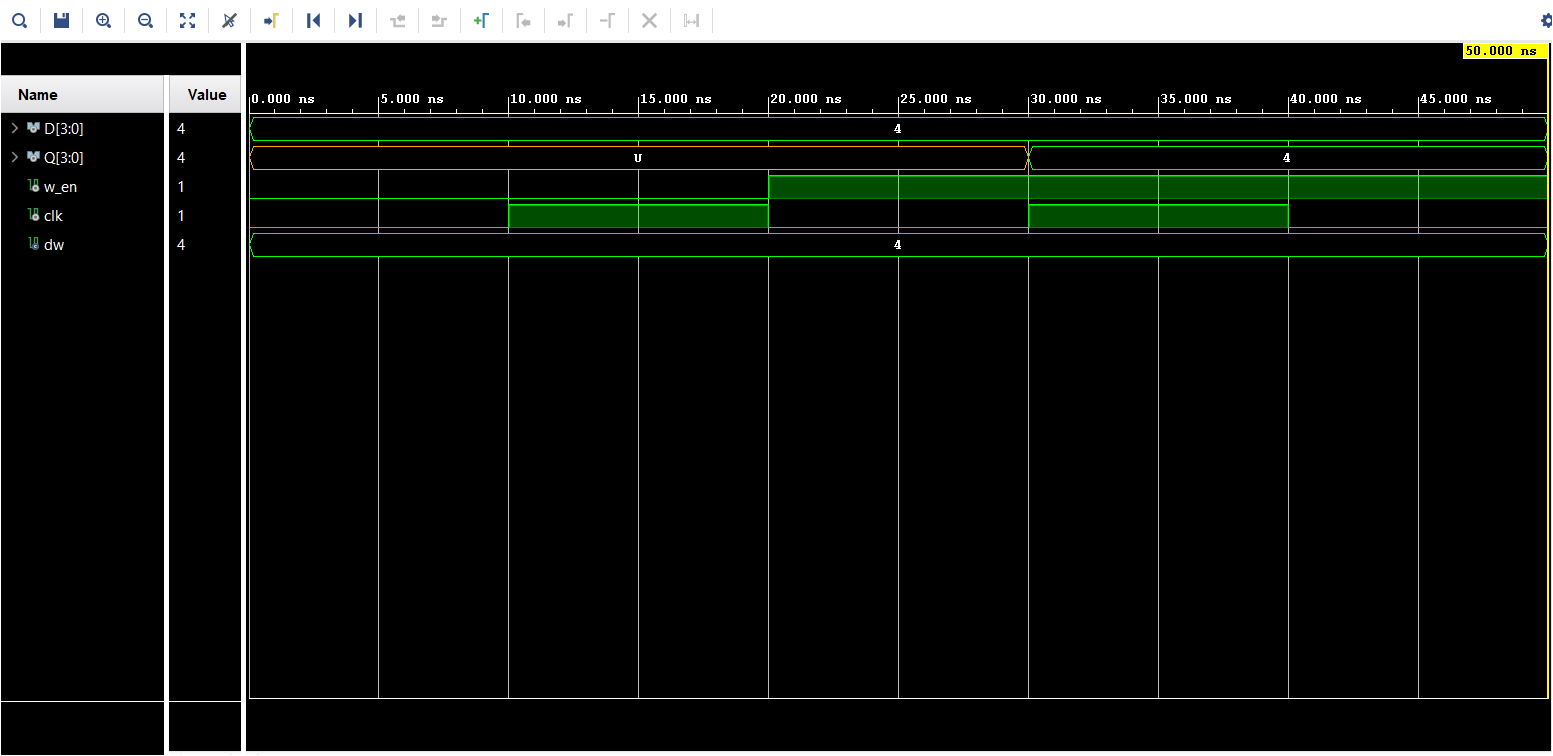 50.000 ns
Name Value
0.000 ns 5.000 ns 10.000 ns 15.000 ns 20.000 ns 25.000 ns 30.000 ns 35.000 ns 40.000 ns 45.000 ns
D[3:0] 4 4
Q[3:0] 4 U 4
w_en 1
clk 1
dw 4 4